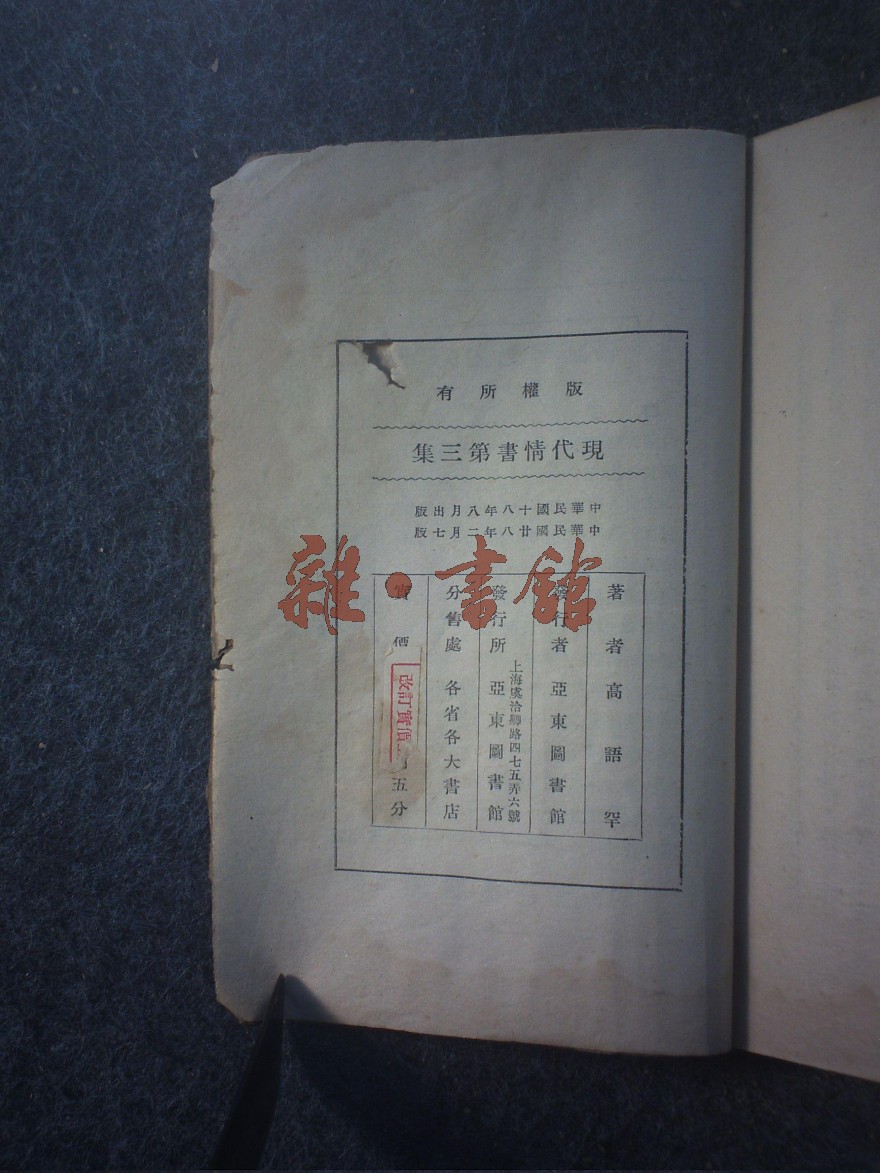 版權所有
現代情書第三集
中華民國十八年八月出版
中華民國廿八年二月七版
著者高語罕
發行者亞東圖書館
發行所亞東圖書館
上海虞洽卿路四七五弄六號
分售處各省各大書店
實價
改訂實價
五分
雜·書館